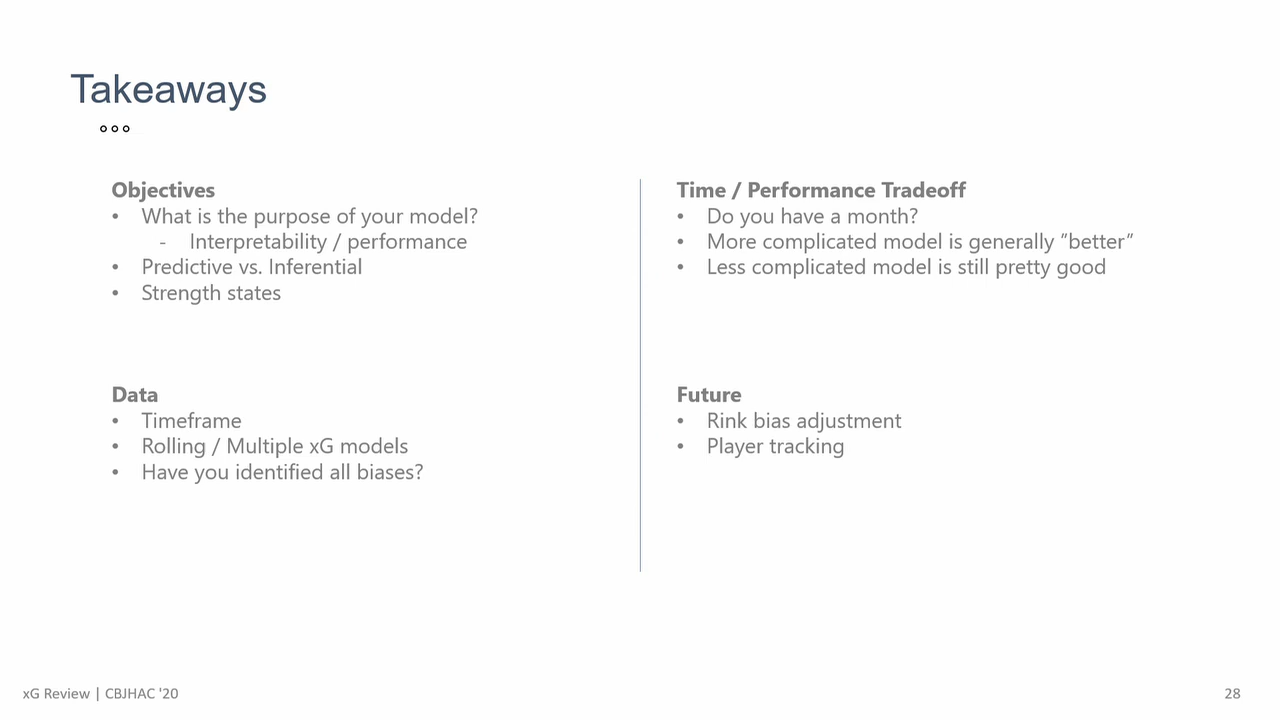 Takeaways
Objectives
• What is the purpose of your model?
- Interpretability / performance
• Predictive vs. Inferential
• Strength states
Data
• Timeframe
• Rolling / Multiple xG models
• Have you identified all biases?
Time / Performance Tradeoff
• Do you have a month?
• More complicated model is generally ”better”
• Less complicated model is still pretty good
Future
• Rink bias adjustment
• Player tracking
xG Review | CBJHAC '20
28